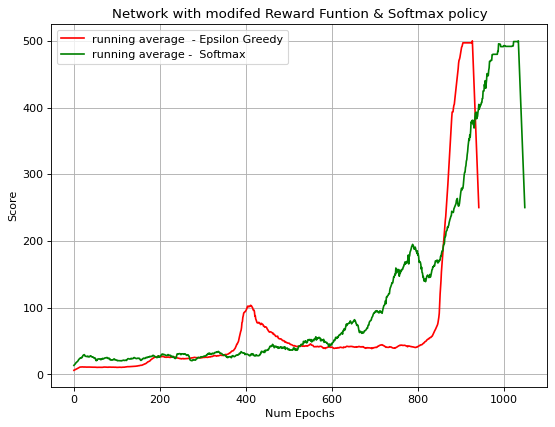 Network with modifed Reward Funtion & Softmax policy
running average - Epsilon Greedy
running average - Softmax
500
400
300
200
100
0
Score
0 200 400 600 800 1000
Num Epochs